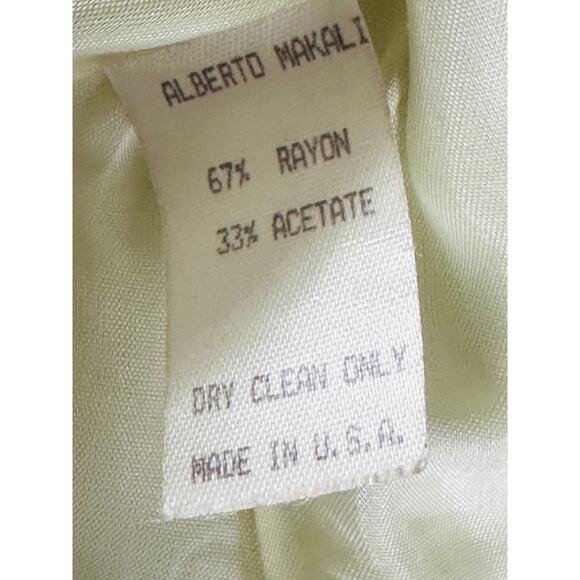 ALBERTO MAKALI
67% RAYON
33% ACETATE
DRY CLEAN ONLY
MADE IN U.S.A.